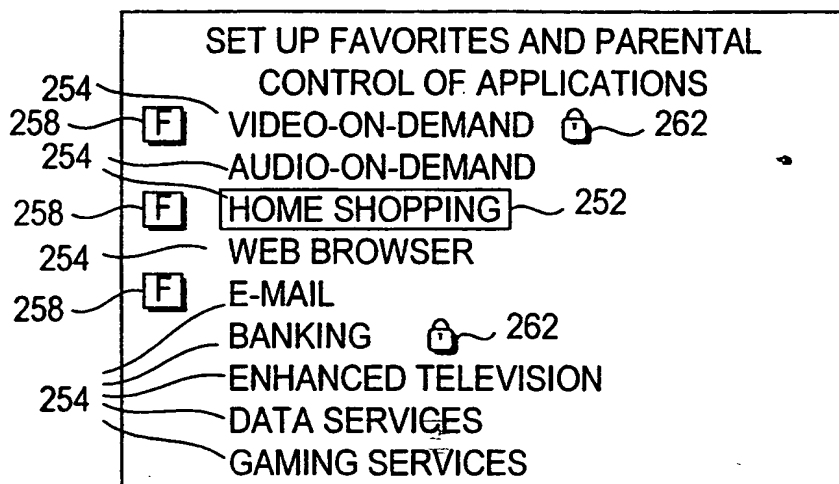 SET UP FAVORITES AND PARENTAL
CONTROL OF APPLICATIONS
254
258 F VIDEO-ON-DEMAND 262
254 AUDIO-ON-DEMAND
258 F HOME SHOPPING 252
254 WEB BROWSER
258 F E-MAIL
BANKING 262
254 ENHANCED TELEVISION
DATA SERVICES
GAMING SERVICES